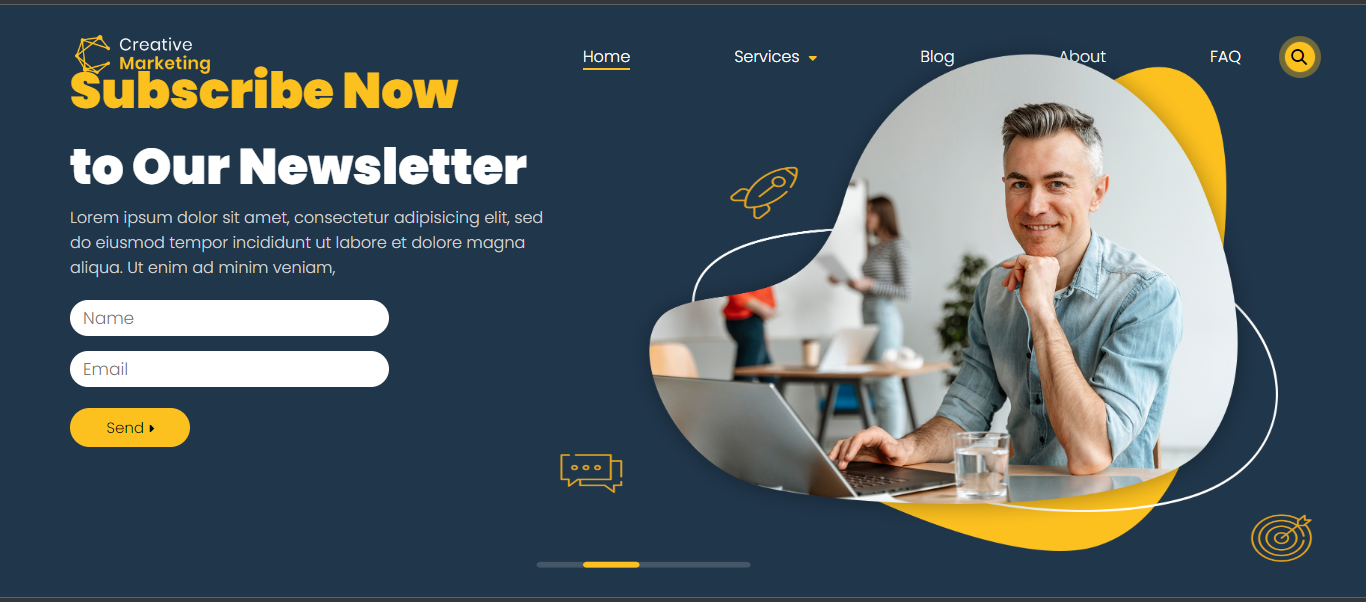 Creative
Marketing
Home
Services
Blog
About
FAQ
Subscribe Now
to Our Newsletter
Lorem ipsum dolor sit amet, consectetur adipisicing elit, sed
do eiusmod tempor incididunt ut labore et dolore magna
aliqua. Ut enim ad minim veniam,
Name
Email
Send